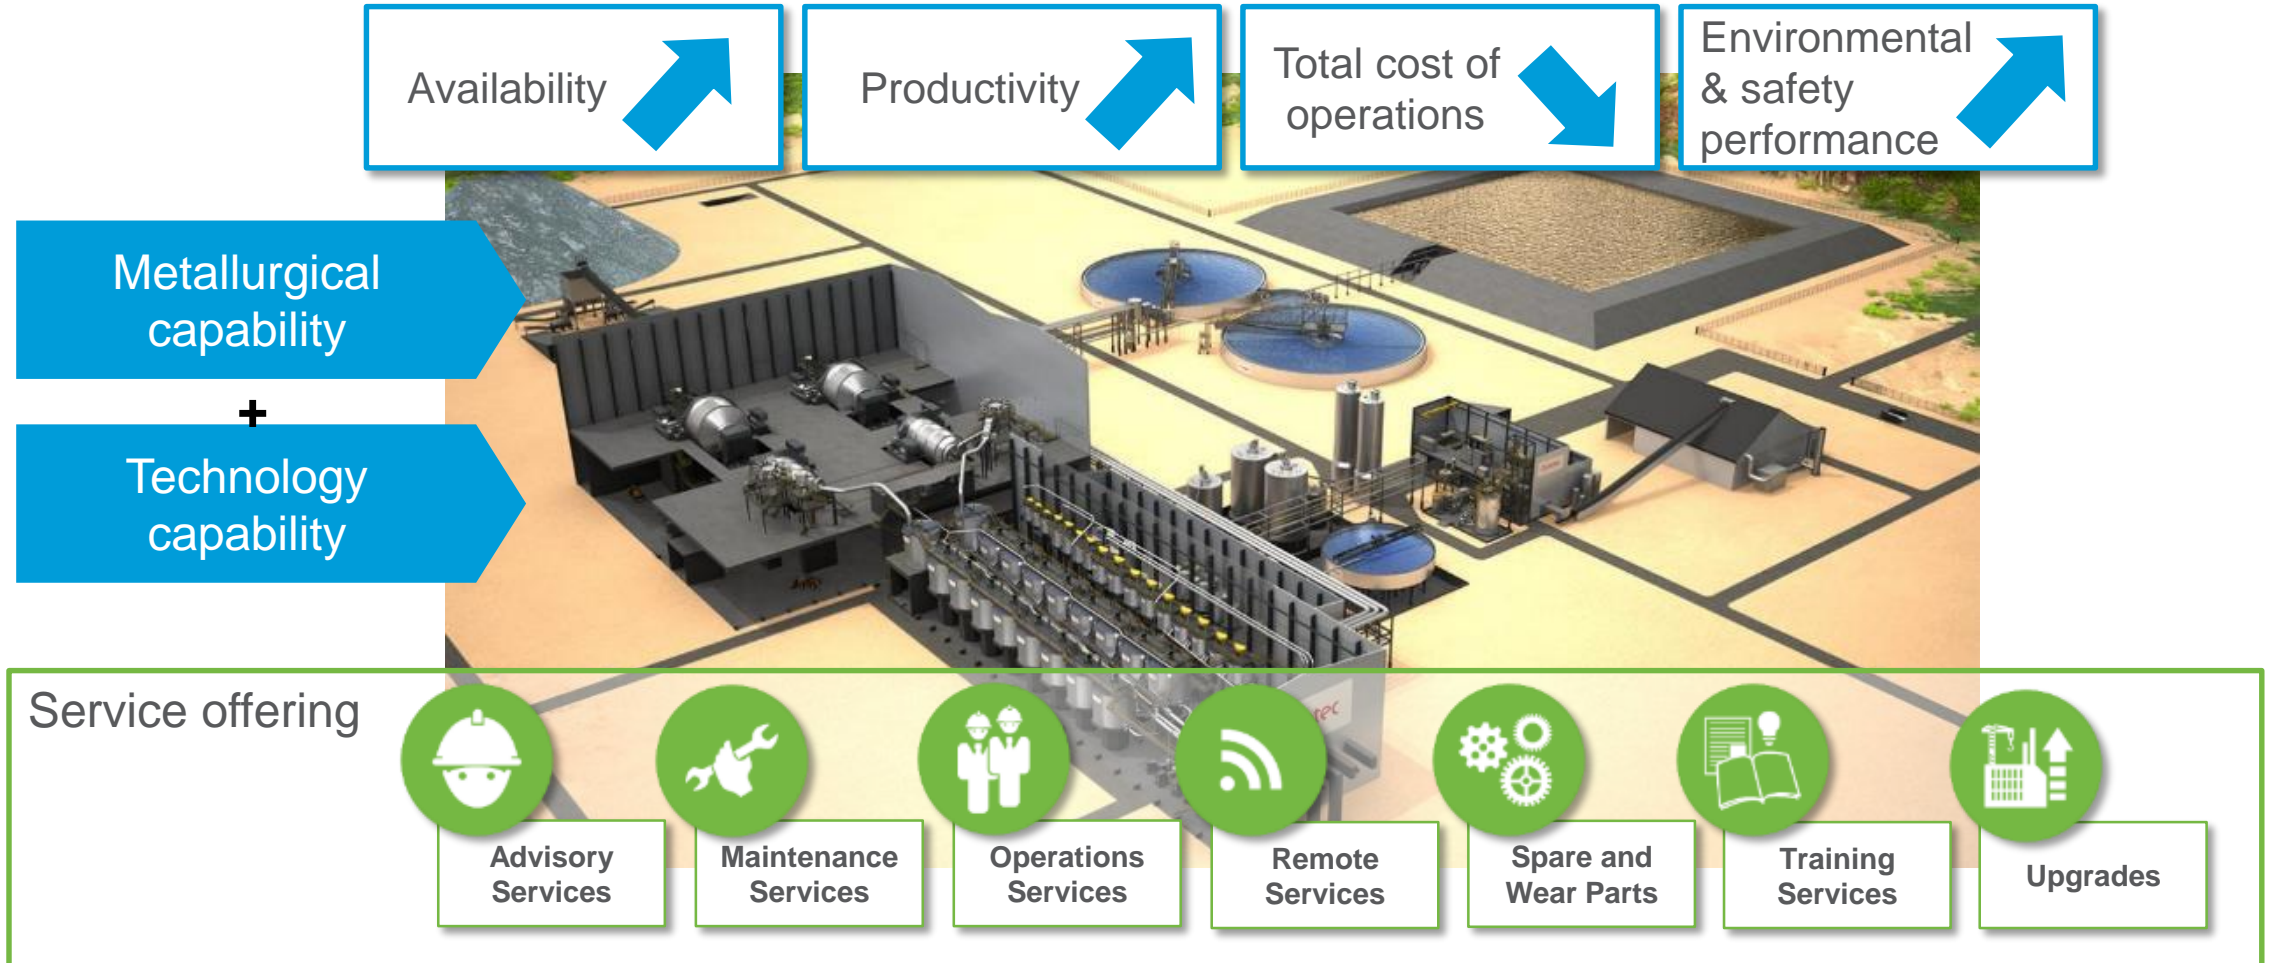 Availability
Productivity
Total cost of
operations
Environmental
& safety
performance
Metallurgical
capability
+
Technology
capability
Service offering
Advisory
Services
Maintenance
Services
Operations
Services
Remote
Services
Spare and
Wear Parts
Training
Services
Upgrades